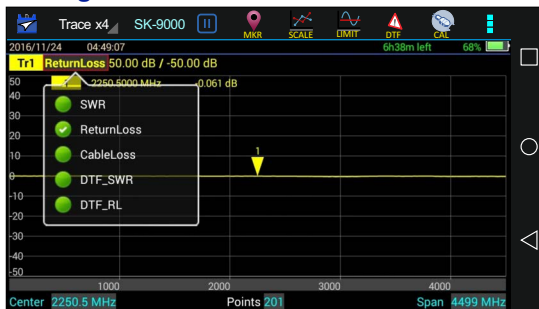 Trace x4 SK-9000 MKR SCALE LIMIT DTF CAL
2016/11/24 04:49:07 6h38m left 68%
Tr1 ReturnLoss 50.00 dB / -50.00 dB
50 2250.5000 MHz -0.061 dB
40
SWR
30
ReturnLoss
20
CableLoss
10
1
0
DTF_SWR
-10
DTF_RL
-20
-30
-40
-50
1000 2000 3000 4000
Center 2250.5 MHz Points 201 Span 4499 MHz